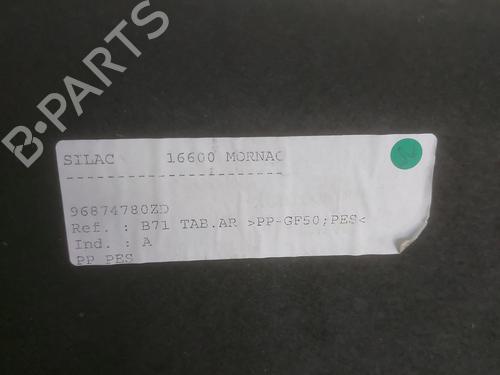 B-PARTS
SILAC 16600 MORNAC
-----------------------
96874780ZD
Ref. : B71 TAB.AR >PP-GF50;PES<
Ind. : A
PP PES